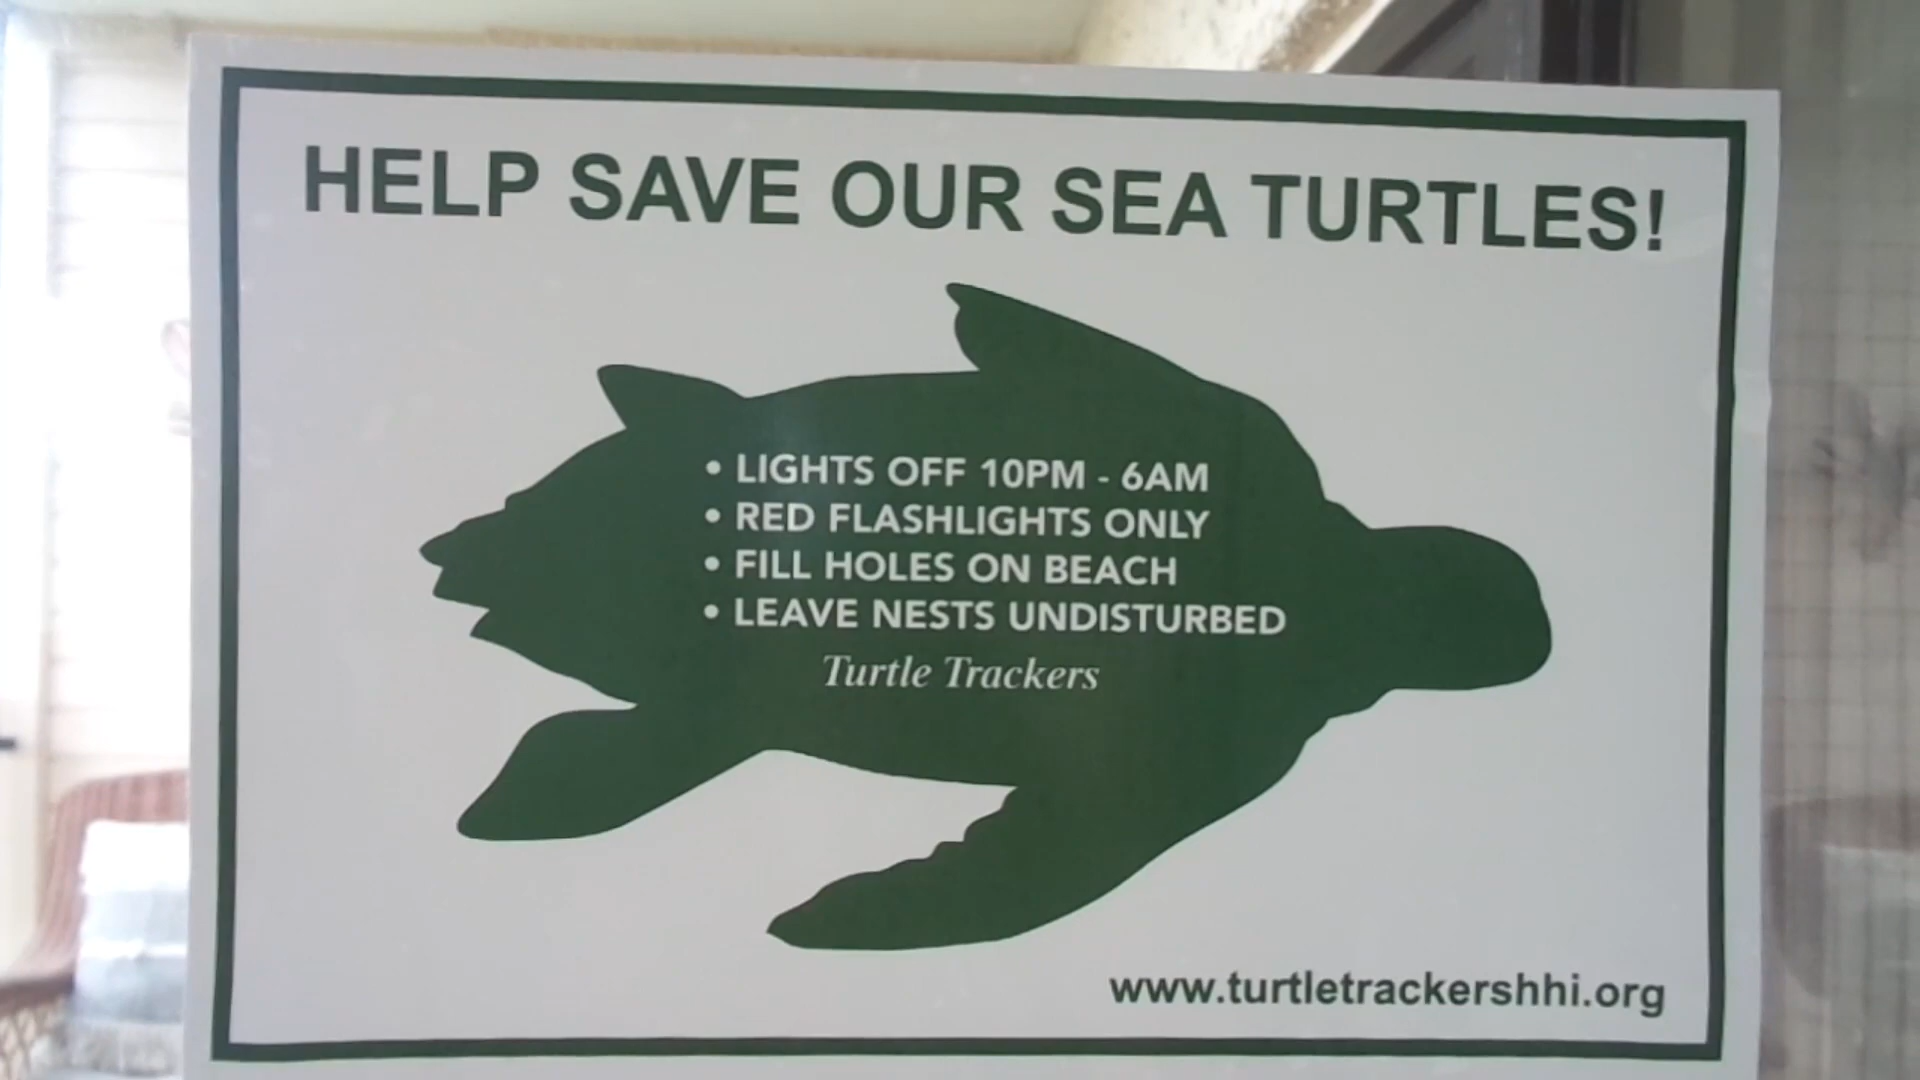 HELP SAVE OUR SEA TURTLES!
• LIGHTS OFF 10PM - 6AM
• RED FLASHLIGHTS ONLY
• FILL HOLES ON BEACH
• LEAVE NESTS UNDISTURBED
Turtle Trackers
www.turtletrackershhi.org